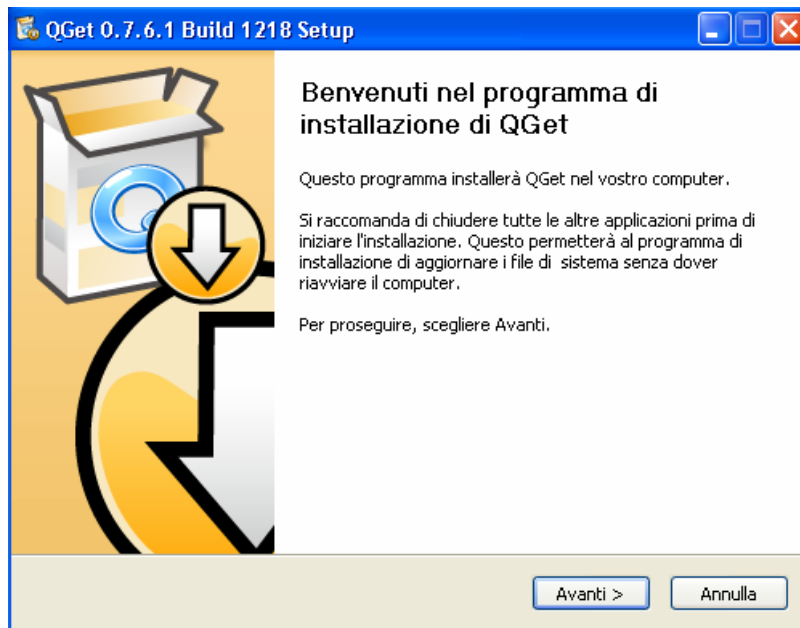 QGet 0.7.6.1 Build 1218 Setup
Benvenuti nel programma di
installazione di QGet
Questo programma installerà QGet nel vostro computer.
Si raccomanda di chiudere tutte le altre applicazioni prima di
iniziare l'installazione. Questo permetterà al programma di
installazione di aggiornare i file di sistema senza dover
riavviare il computer.
Per proseguire, scegliere Avanti.
Avanti >
Annulla